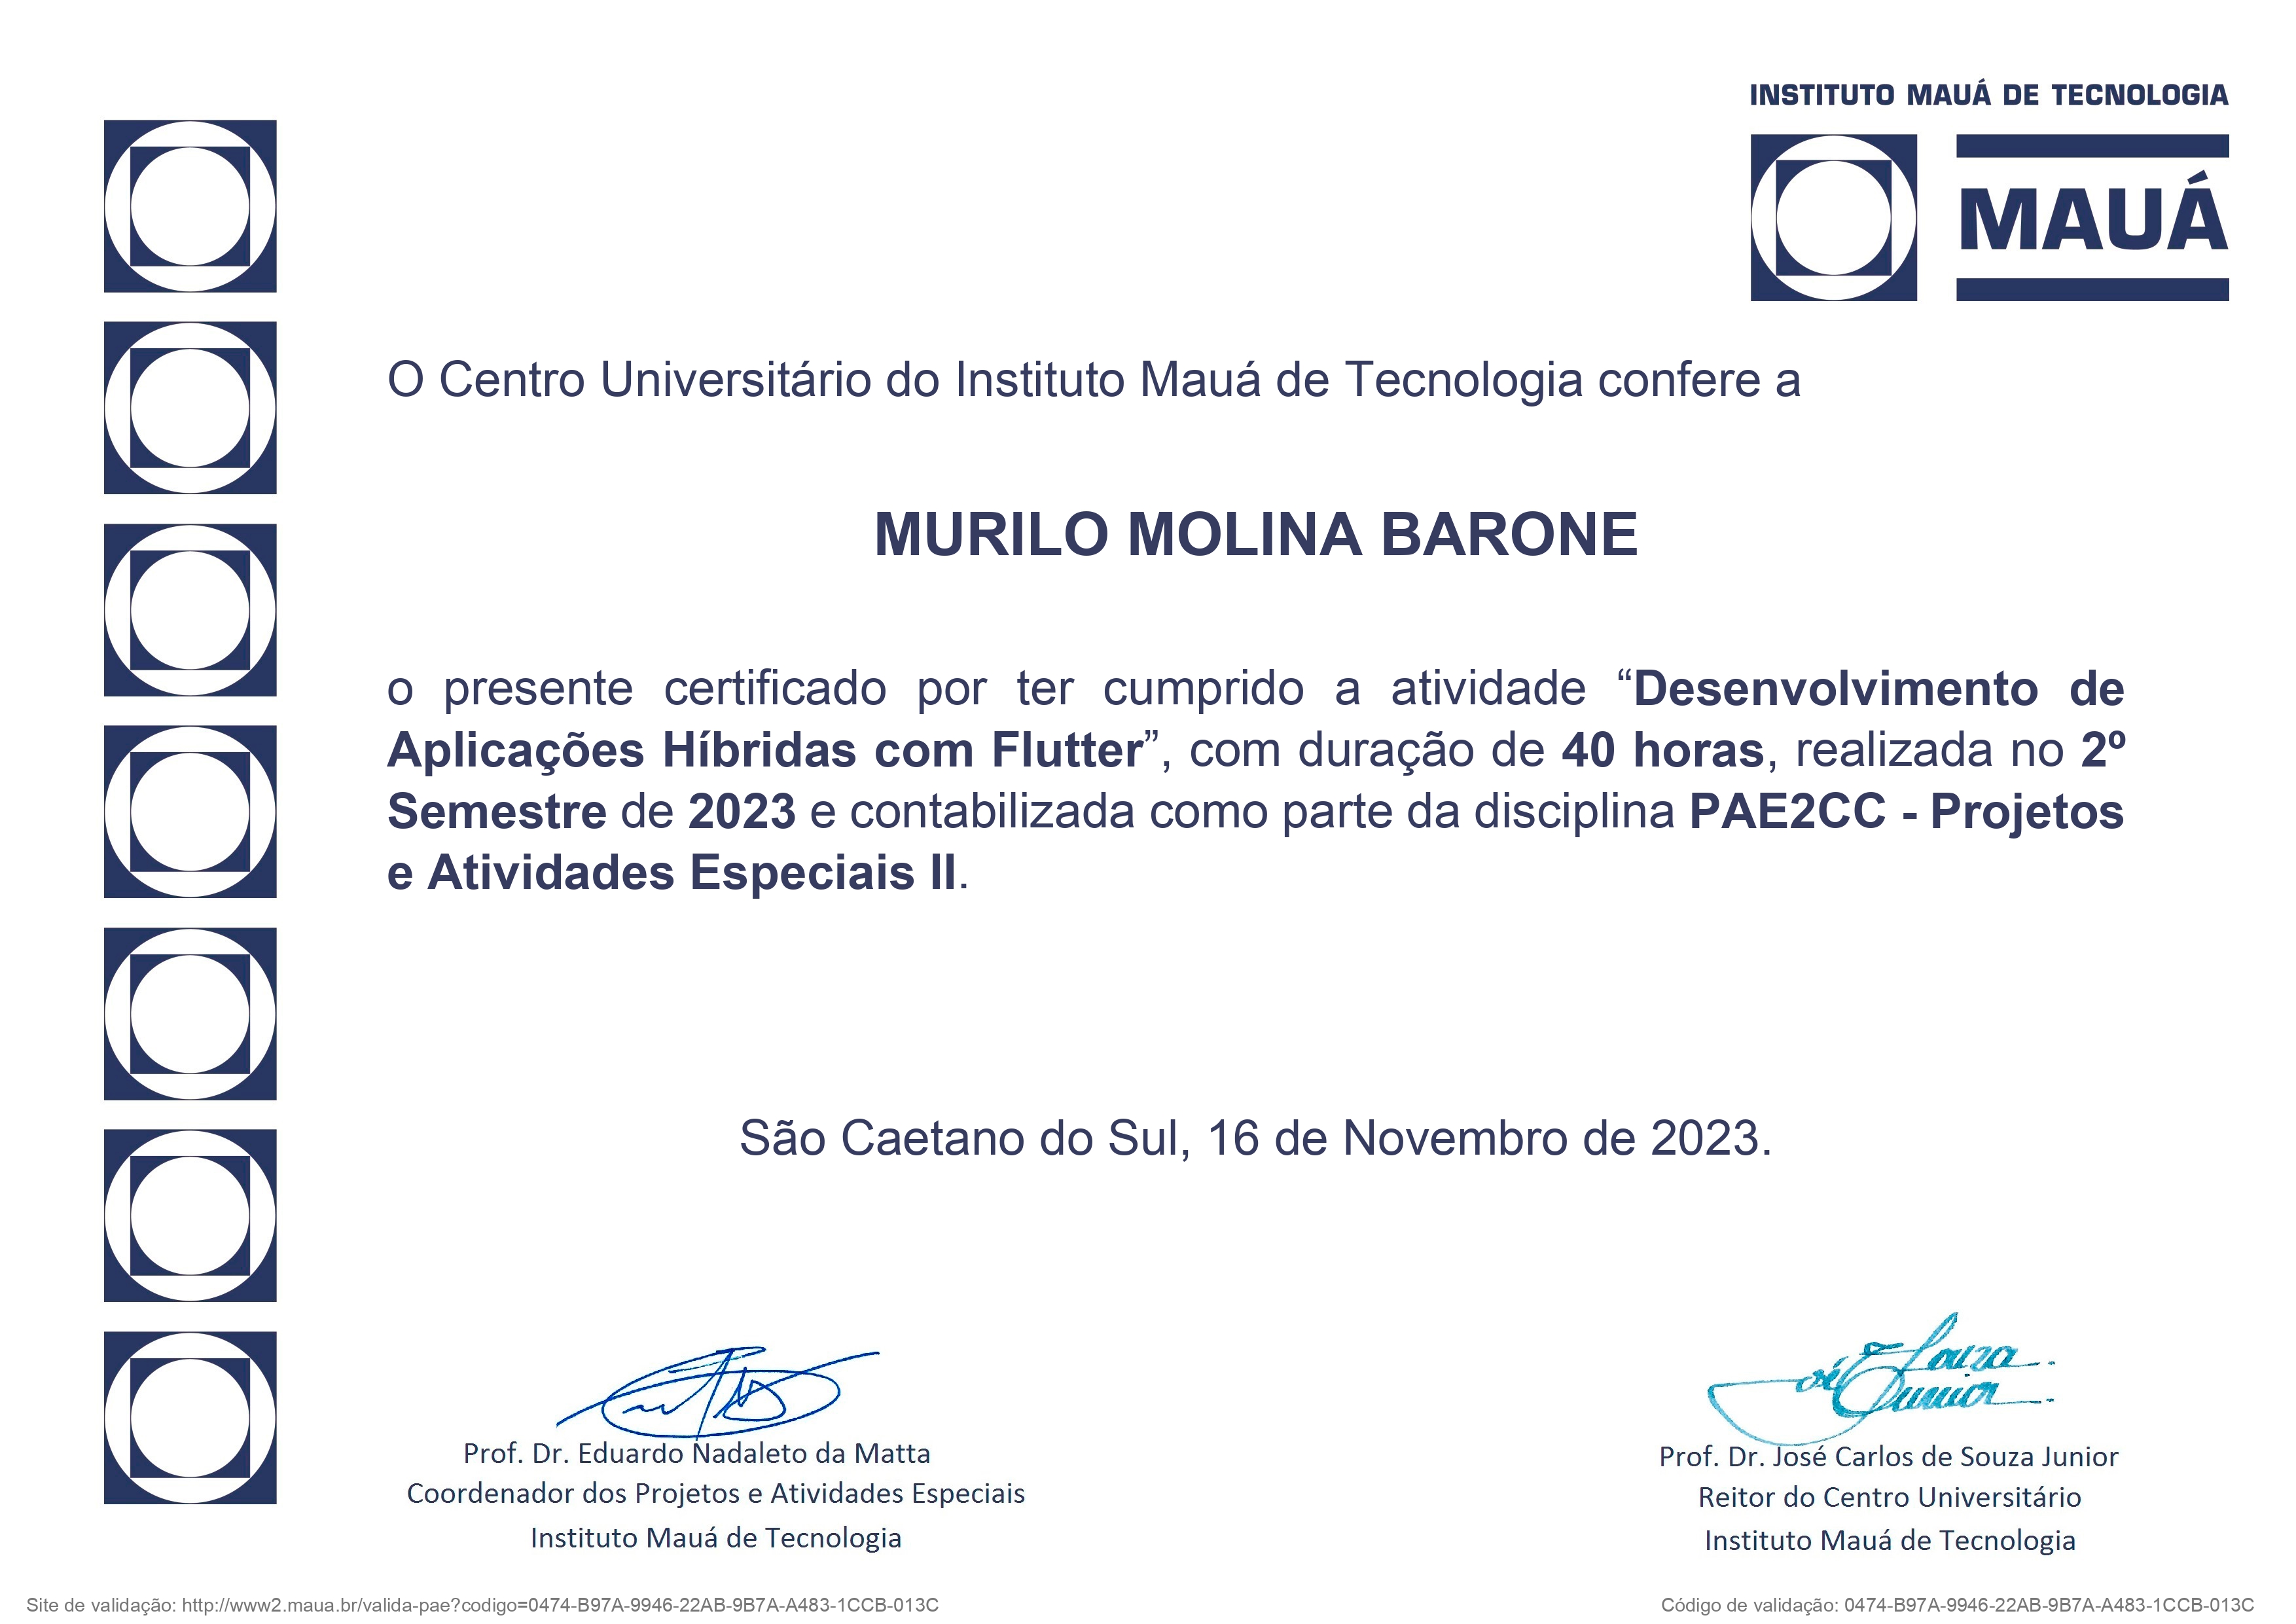 INSTITUTO MAUÁ DE TECNOLOGIA
MAUÁ
O Centro Universitário do Instituto Mauá de Tecnologia confere a
MURILO MOLINA BARONE
o presente certificado por ter cumprido a atividade “Desenvolvimento de
Aplicações Híbridas com Flutter”, com duração de 40 horas, realizada no 2º
Semestre de 2023 e contabilizada como parte da disciplina PAE2CC - Projetos
e Atividades Especiais II.
São Caetano do Sul, 16 de Novembro de 2023.
Prof. Dr. Eduardo Nadaleto da Matta
Coordenador dos Projetos e Atividades Especiais
Instituto Mauá de Tecnologia
Souza
Junior
Prof. Dr. José Carlos de Souza Junior
Reitor do Centro Universitário
Instituto Mauá de Tecnologia
Site de validação: http://www2.maua.br/valida-pae?codigo=0474-B97A-9946-22AB-9B7A-A483-1CCB-013C
Código de validação: 0474-B97A-9946-22AB-9B7A-A483-1CCB-013C